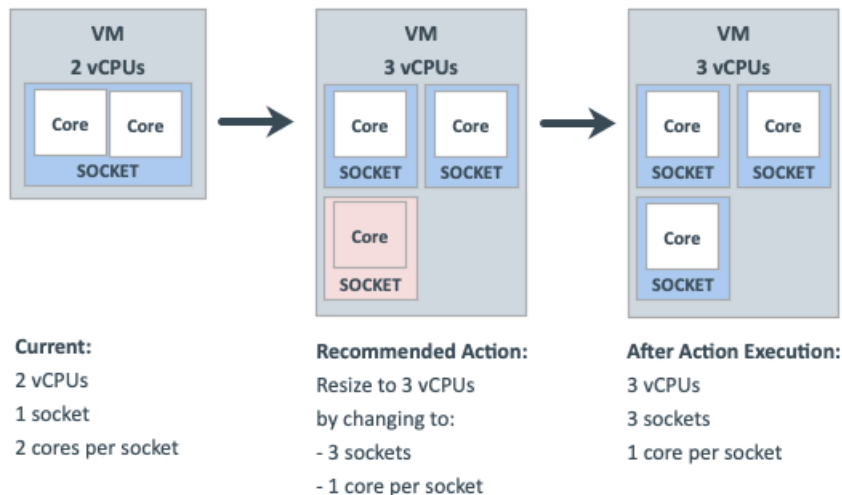 VM
2 vCPUs
Core
Core
SOCKET
VM
3 vCPUs
Core
Core
SOCKET
SOCKET
Core
SOCKET
VM
3 vCPUs
Core
Core
SOCKET
SOCKET
Core
SOCKET
Current:
2 vCPUs
1 socket
2 cores per socket
Recommended Action:
Resize to 3 vCPUs
by changing to:
- 3 sockets
- 1 core per socket
After Action Execution:
3 vCPUs
3 sockets
1 core per socket